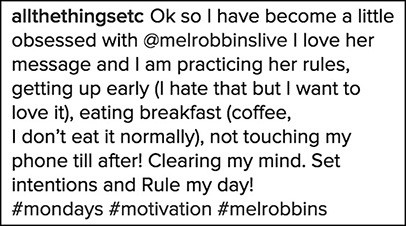 allthethingsetc Ok so I have become a little
obsessed with @melrobbinslive I love her
message and I am practicing her rules,
getting up early (I hate that but I want to
love it), eating breakfast (coffee,
I don’t eat it normally), not touching my
phone till after! Clearing my mind. Set
intentions and Rule my day!
#mondays #motivation #melrobbins